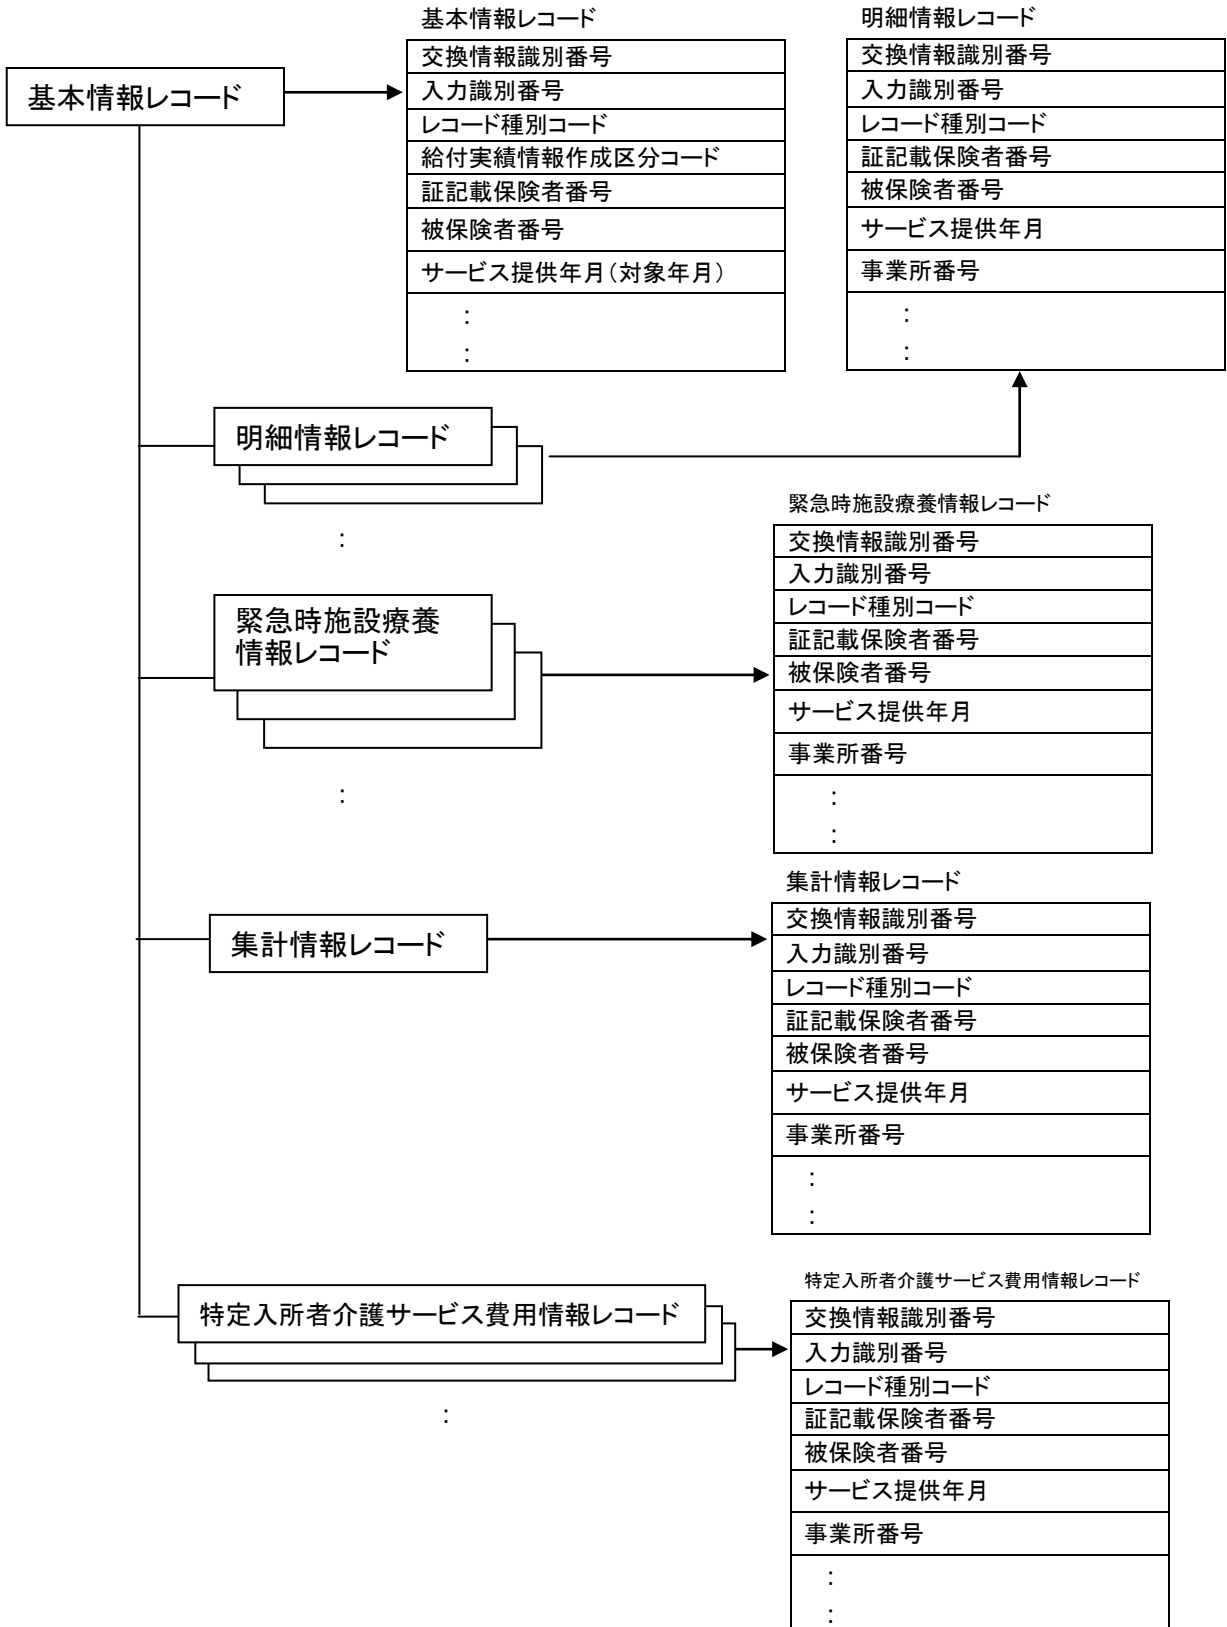 基本情報レコード
基本情報レコード
交換情報識別番号
入力識別番号
レコード種別コード
給付実績情報作成区分コード
証記載保険者番号
被保険者番号
サービス提供年月(対象年月)
:
:
明細情報レコード
交換情報識別番号
入力識別番号
レコード種別コード
証記載保険者番号
被保険者番号
サービス提供年月
事業所番号
:
:
明細情報レコード
:
緊急時施設療養情報レコード
交換情報識別番号
入力識別番号
レコード種別コード
証記載保険者番号
被保険者番号
サービス提供年月
事業所番号
:
:
緊急時施設療養
情報レコード
:
集計情報レコード
集計情報レコード
交換情報識別番号
入力識別番号
レコード種別コード
証記載保険者番号
被保険者番号
サービス提供年月
事業所番号
:
:
特定入所者介護サービス費用情報レコード
:
特定入所者介護サービス費用情報レコード
交換情報識別番号
入力識別番号
レコード種別コード
証記載保険者番号
被保険者番号
サービス提供年月
事業所番号
:
: